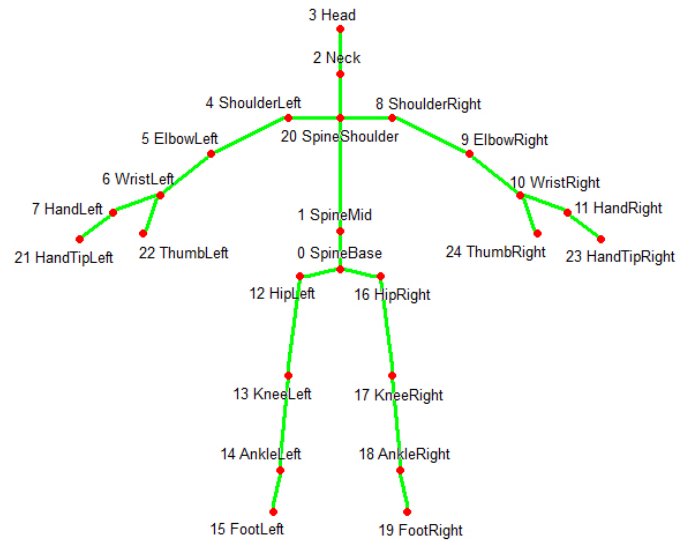 3 Head
2 Neck
4 ShoulderLeft
8 ShoulderRight
20 SpineShoulder
5 ElbowLeft
9 ElbowRight
6 WristLeft
10 WristRight
7 HandLeft
11 HandRight
1 SpineMid
22 ThumbLeft
24 ThumbRight
21 HandTipLeft
0 SpineBase
23 HandTipRight
12 HipLeft
16 HipRight
13 KneeLeft
17 KneeRight
14 AnkleLeft
18 AnkleRight
15 FootLeft
19 FootRight